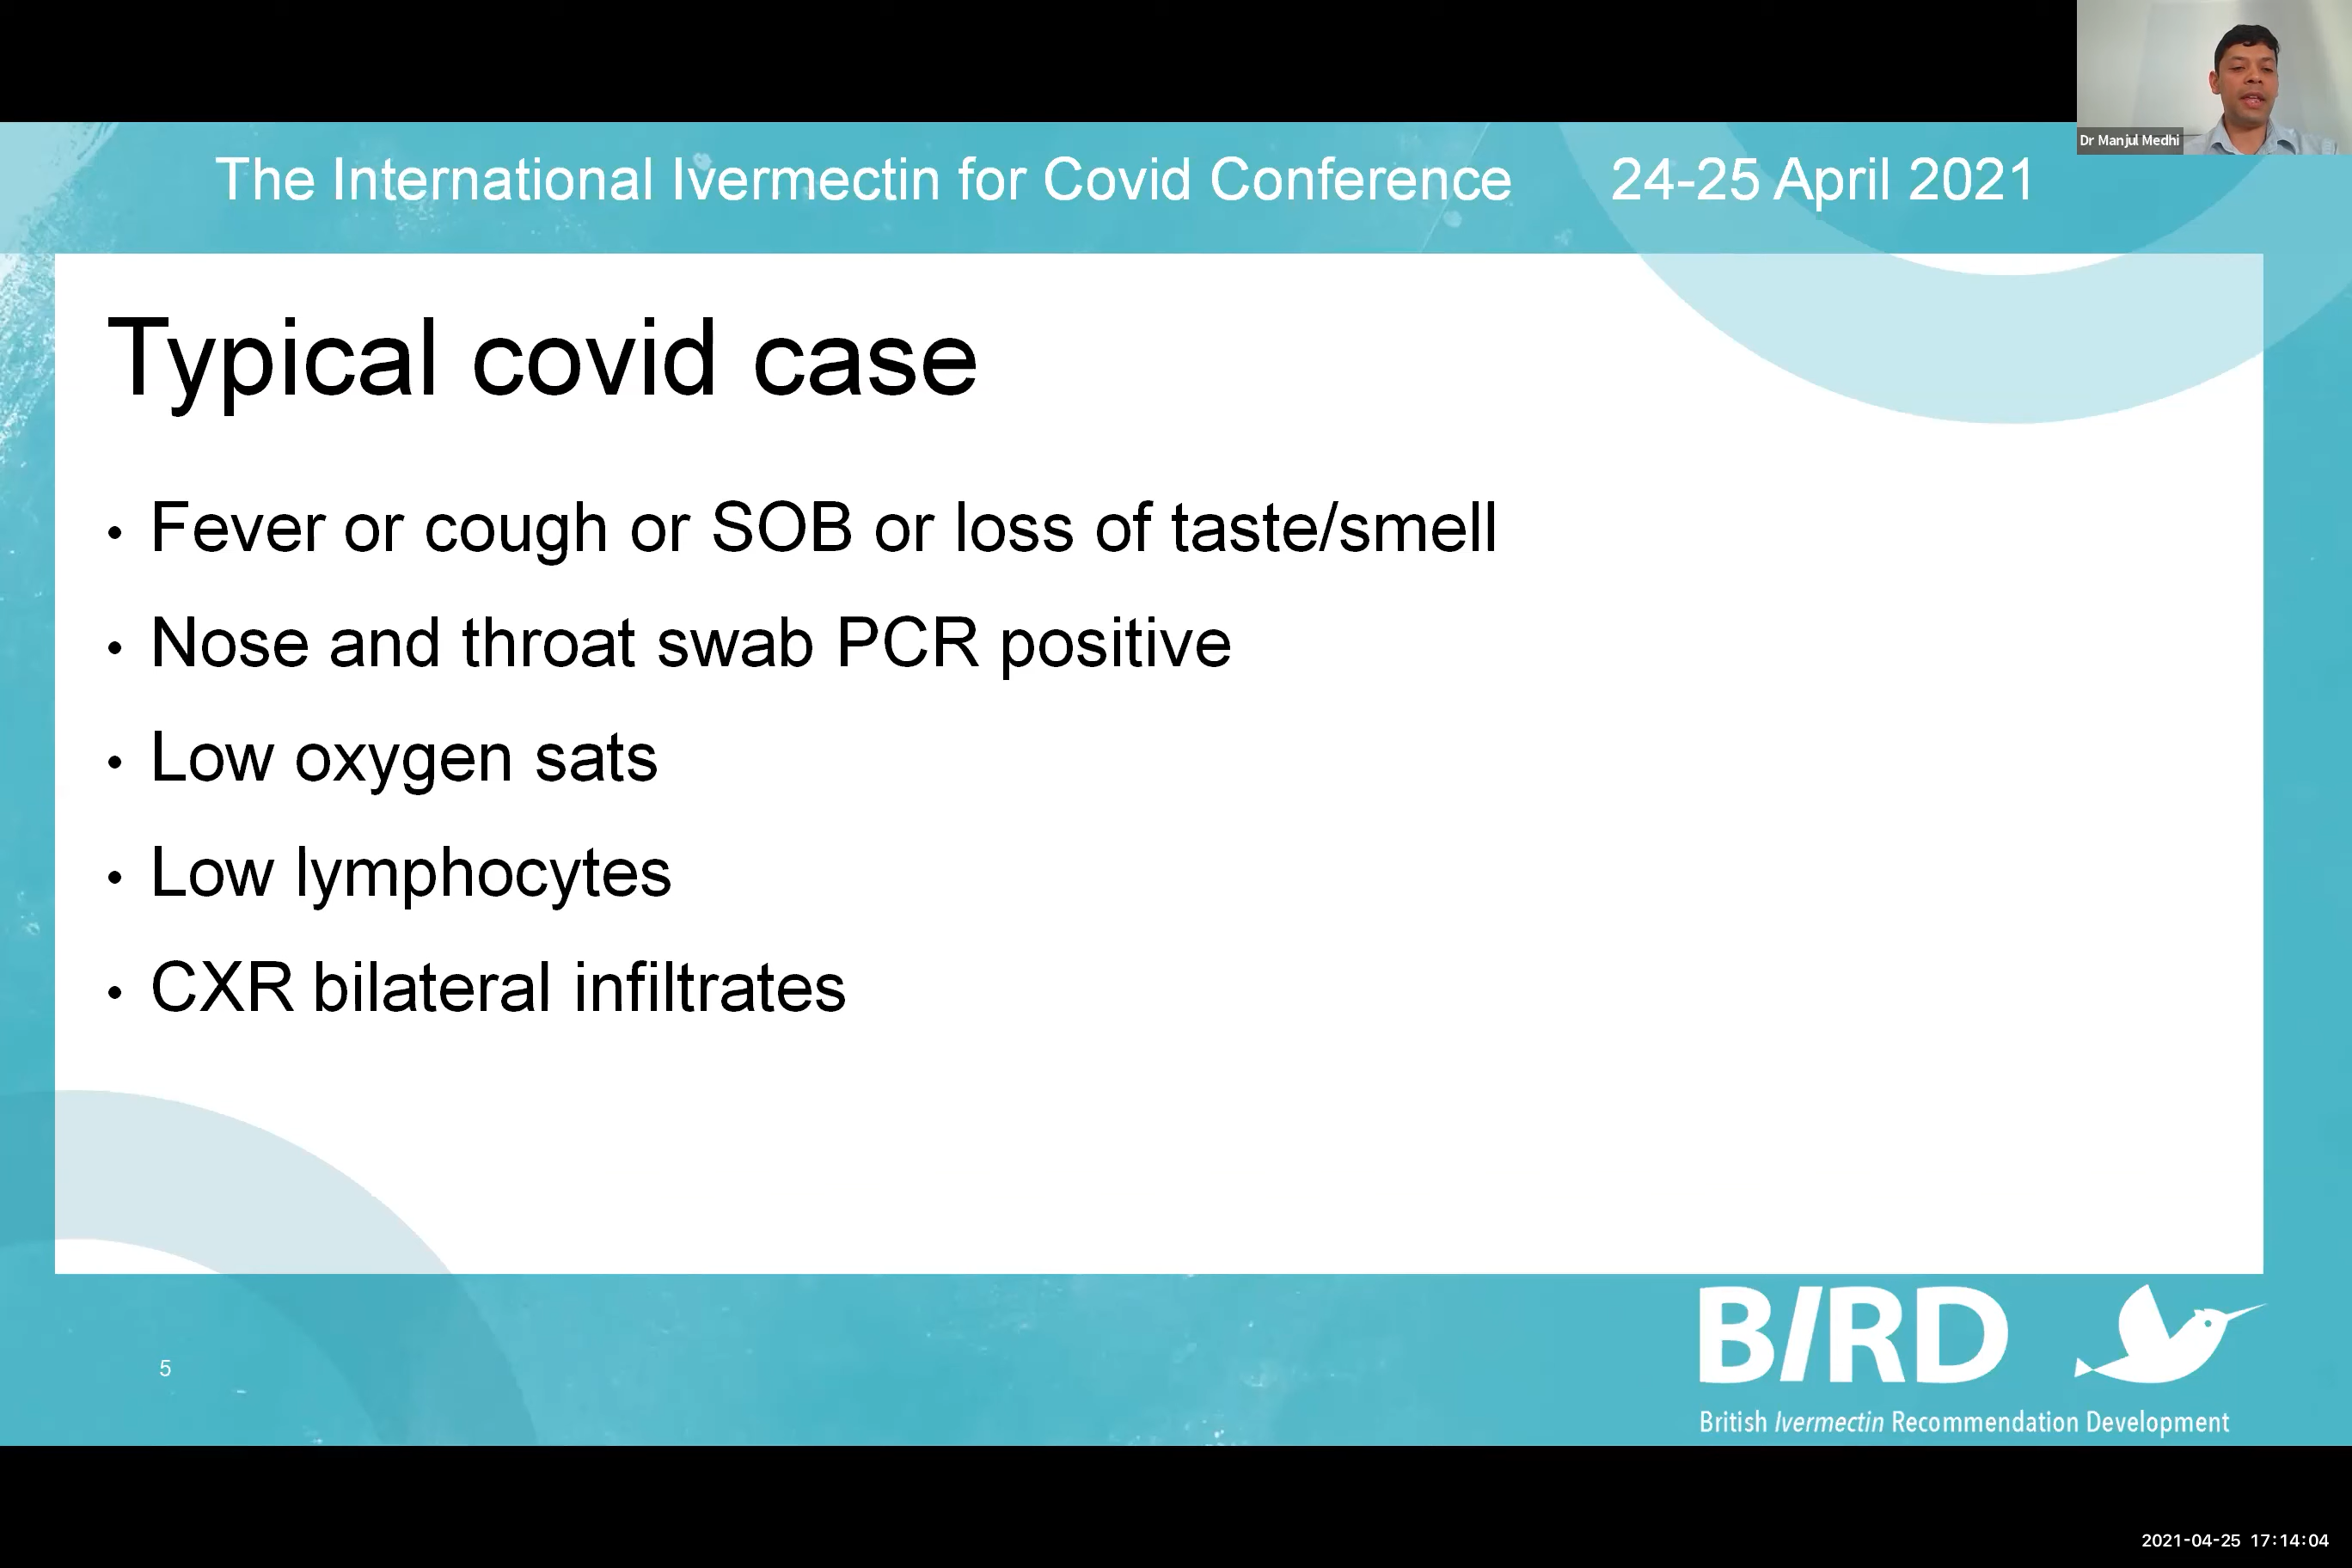 Dr Manjul Medhi
The International Ivermectin for Covid Conference 24-25 April 2021
Typical covid case
• Fever or cough or SOB or loss of taste/smell
• Nose and throat swab PCR positive
• Low oxygen sats
• Low lymphocytes
• CXR bilateral infiltrates
5
BIRD
British Ivermectin Recommendation Development
2021-04-25 17:14:04